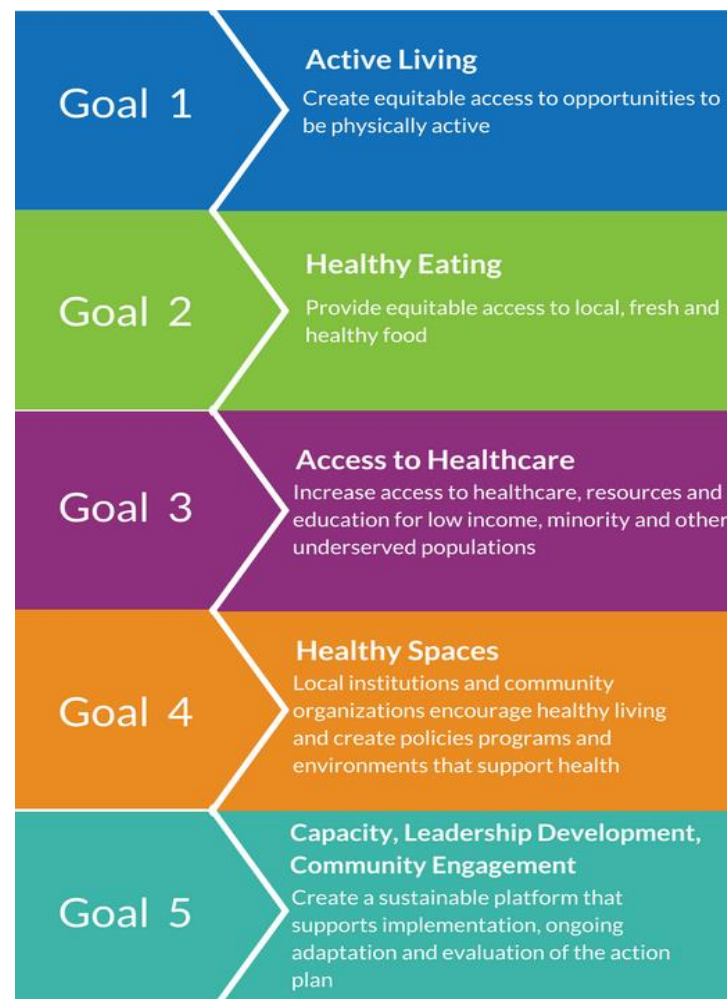 Goal 1
Active Living
Create equitable access to opportunities to
be physically active
Goal 2
Healthy Eating
Provide equitable access to local, fresh and
healthy food
Goal 3
Access to Healthcare
Increase access to healthcare, resources and
education for low income, minority and other
underserved populations
Goal 4
Healthy Spaces
Local institutions and community
organizations encourage healthy living
and create policies programs and
environments that support health
Goal 5
Capacity, Leadership Development,
Community Engagement
Create a sustainable platform that
supports implementation, ongoing
adaptation and evaluation of the action
plan